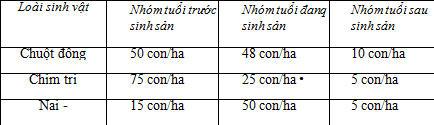 Loài sinh vật | Nhóm tuổi trước sinh sản | Nhóm tuổi đanq sinh sản | Nhóm tuổi sau sinh sản
Chuột đồng | 50 con/ha | 48 con/ha | 10 con/ha
Chim trĩ | 75 con/ha | 25 con/ha • | 5 con/ha
Nai - | 15 con/ha | 50 con/ha | 5 con/ha